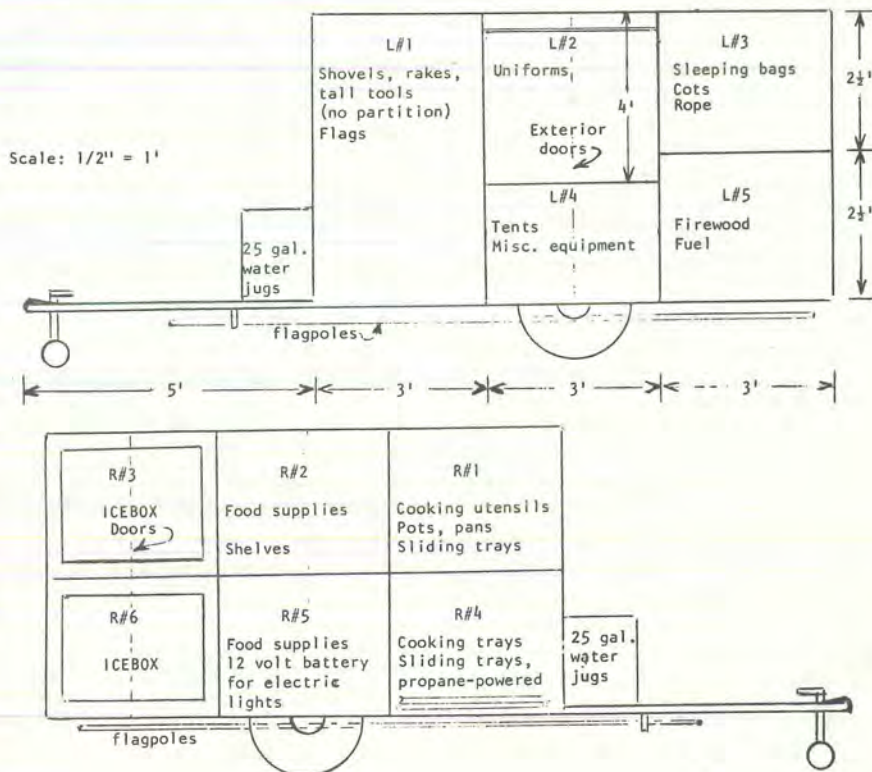 L#1
Shovels, rakes,
tall tools
(no partition)
Flags
L#2
Uniforms
4'
Exterior
doors
L#3
Sleeping bags
Cots
Rope
2½'
Scale: 1/2" = 1'
25 gal.
water
jugs
L#4
Tents
Misc. equipment
L#5
Firewood
Fuel
2½'
flagpoles
5'
3'
3'
3'
R#3
ICEBOX
Doors
R#2
Food supplies
Shelves
R#1
Cooking utensils
Pots, pans
Sliding trays
R#6
ICEBOX
R#5
Food supplies
12 volt battery
for electric
lights
R#4
Cooking trays
Sliding trays,
propane-powered
25 gal.
water
jugs
flagpoles